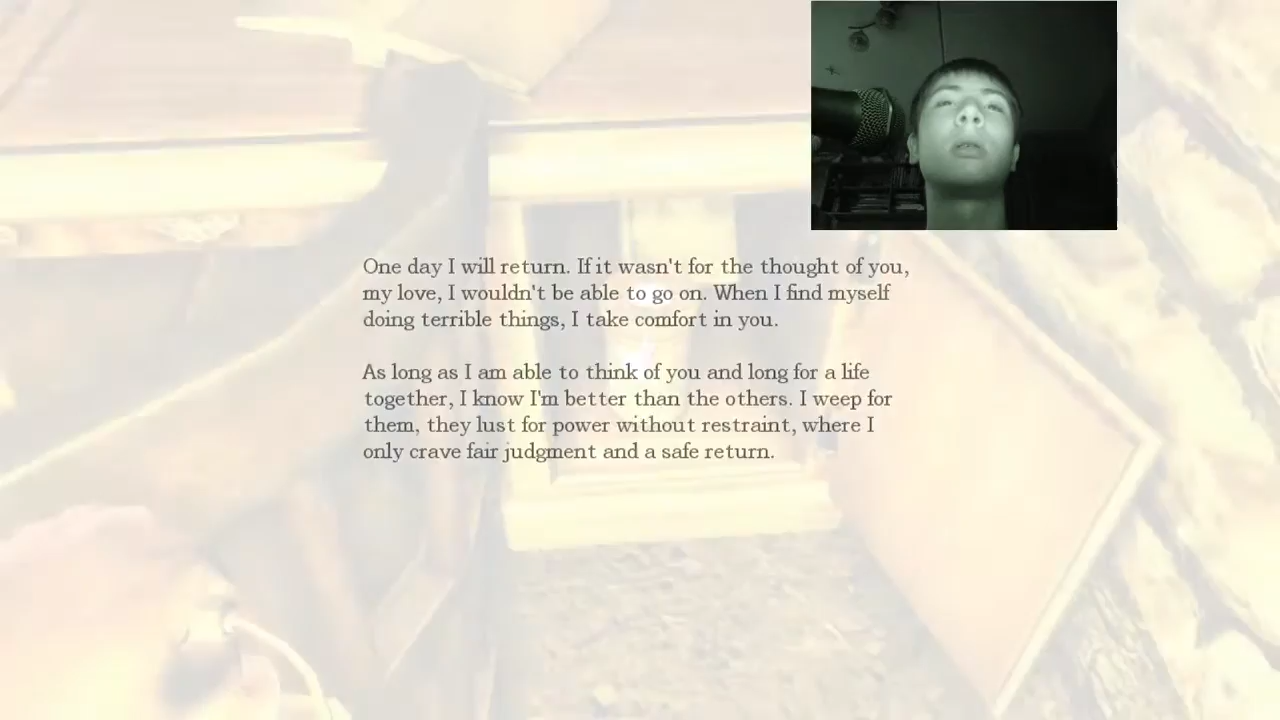 One day I will return. If it wasn't for the thought of you,
my love, I wouldn't be able to go on. When I find myself
doing terrible things, I take comfort in you.
As long as I am able to think of you and long for a life
together, I know I'm better than the others. I weep for
them, they lust for power without restraint, where I
only crave fair judgment and a safe return.